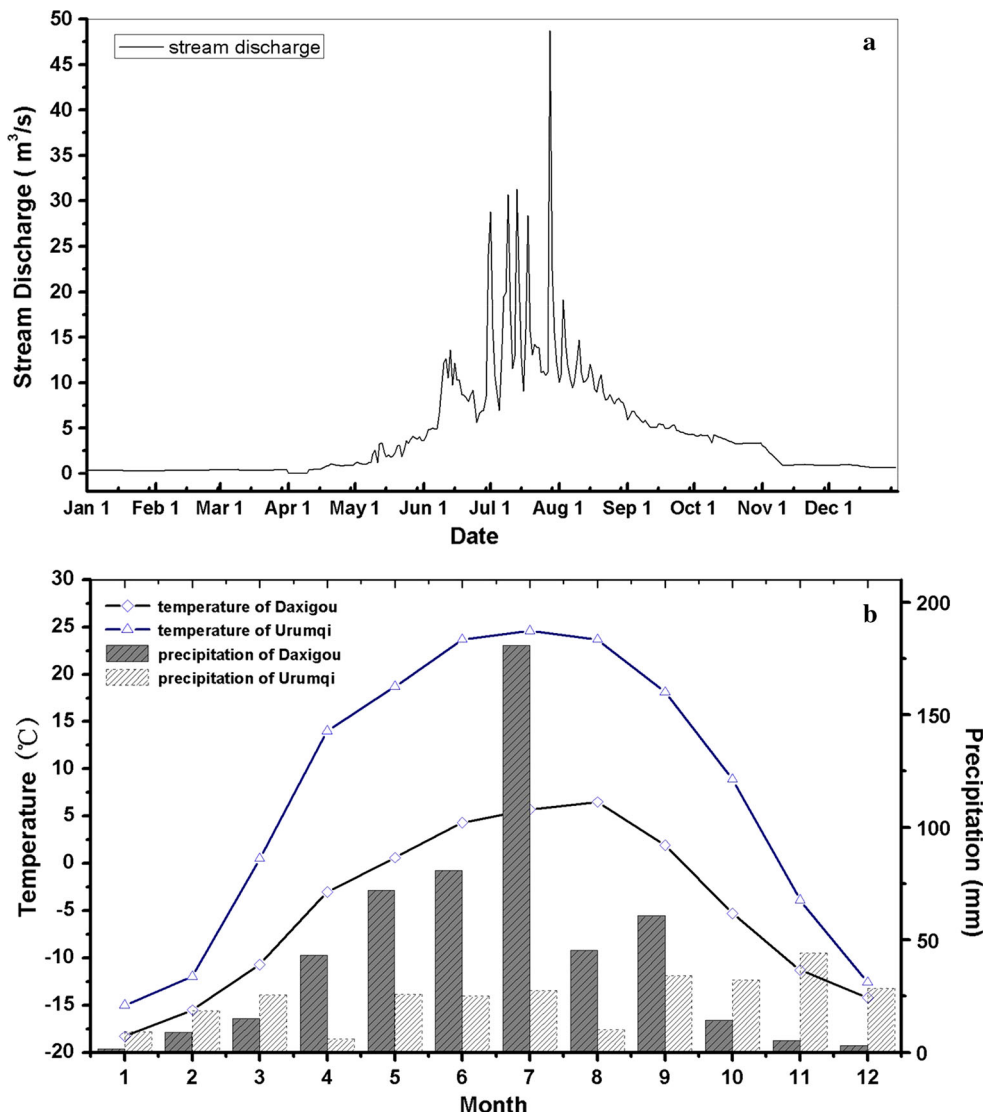 50
45
40
35
30
25
20
15
10
5
0
Stream Discharge ( m³/s)
stream discharge
a
Jan 1 Feb 1 Mar 1 Apr 1 May 1 Jun 1 Jul 1 Aug 1 Sep 1 Oct 1 Nov 1 Dec 1
Date
30
25
20
15
10
5
0
-5
-10
-15
-20
Temperature (℃)
temperature of Daxigou
temperature of Urumqi
precipitation of Daxigou
precipitation of Urumqi
b
200
150
100
50
0
Precipitation (mm)
1 2 3 4 5 6 7 8 9 10 11 12
Month